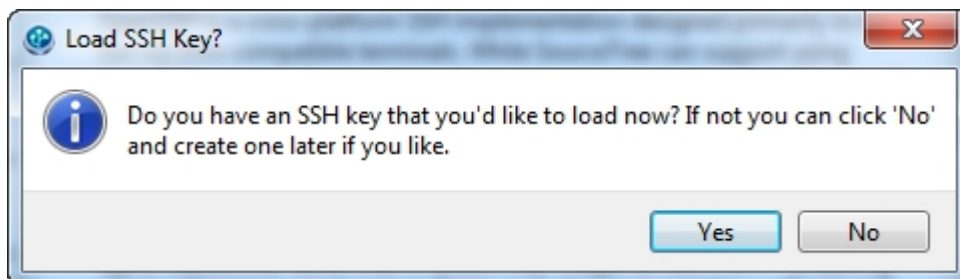 Load SSH Key?
Do you have an SSH key that you'd like to load now? If not you can click 'No'
and create one later if you like.
Yes
No